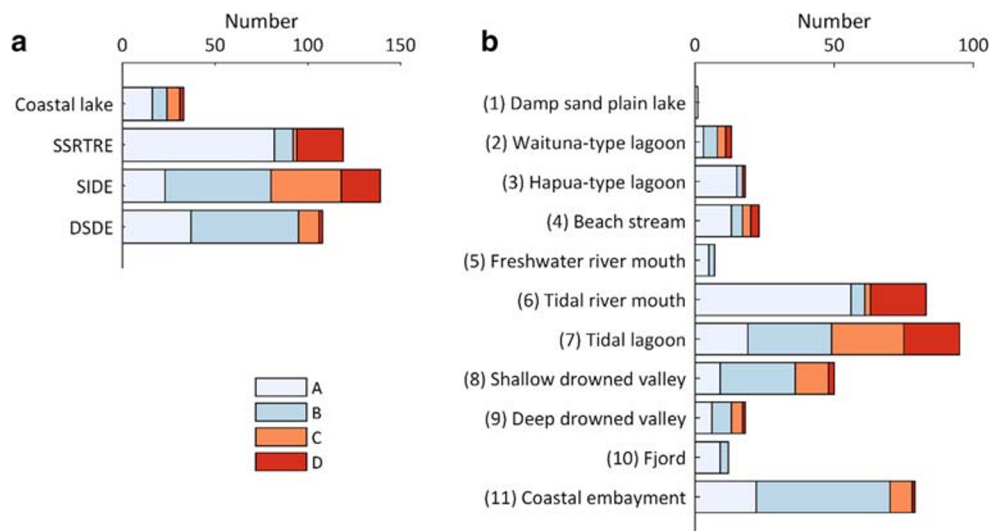 a
Number
0 50 100 150
Coastal lake
SSRTRE
SIDE
DSDE
A
B
C
D
b
Number
0 50 100
(1) Damp sand plain lake
(2) Waituna-type lagoon
(3) Hapua-type lagoon
(4) Beach stream
(5) Freshwater river mouth
(6) Tidal river mouth
(7) Tidal lagoon
(8) Shallow drowned valley
(9) Deep drowned valley
(10) Fjord
(11) Coastal embayment